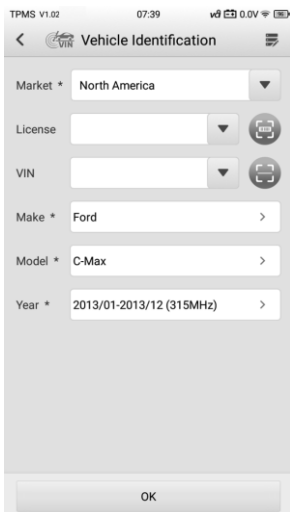 TPMS V1.02 07:39 0.0V
VIN Vehicle Identification
Market * North America
License
VIN
Make * Ford
Model * C-Max
Year * 2013/01-2013/12 (315MHz)
OK